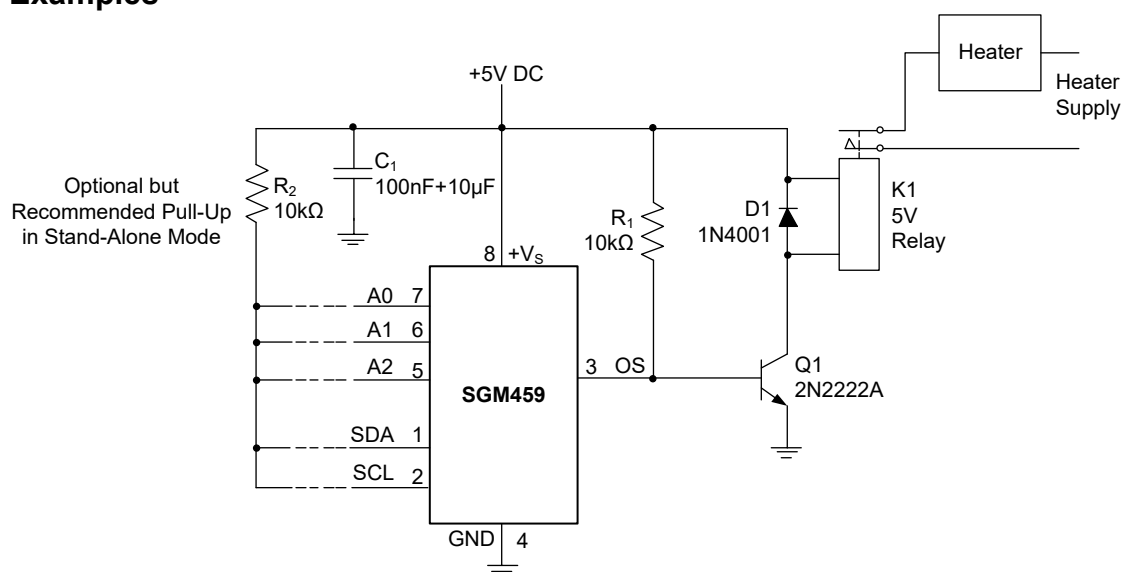 Examples
Heater
Heater
Supply
+5V DC
C₁
100nF+10μF
R₂
10kΩ
Optional but
Recommended Pull-Up
in Stand-Alone Mode
R₁
10kΩ
D1
1N4001
K1
5V
Relay
8 +Vₛ
A0 7
A1 6
A2 5
SDA 1
SCL 2
SGM459
3 OS
Q1
2N2222A
GND 4